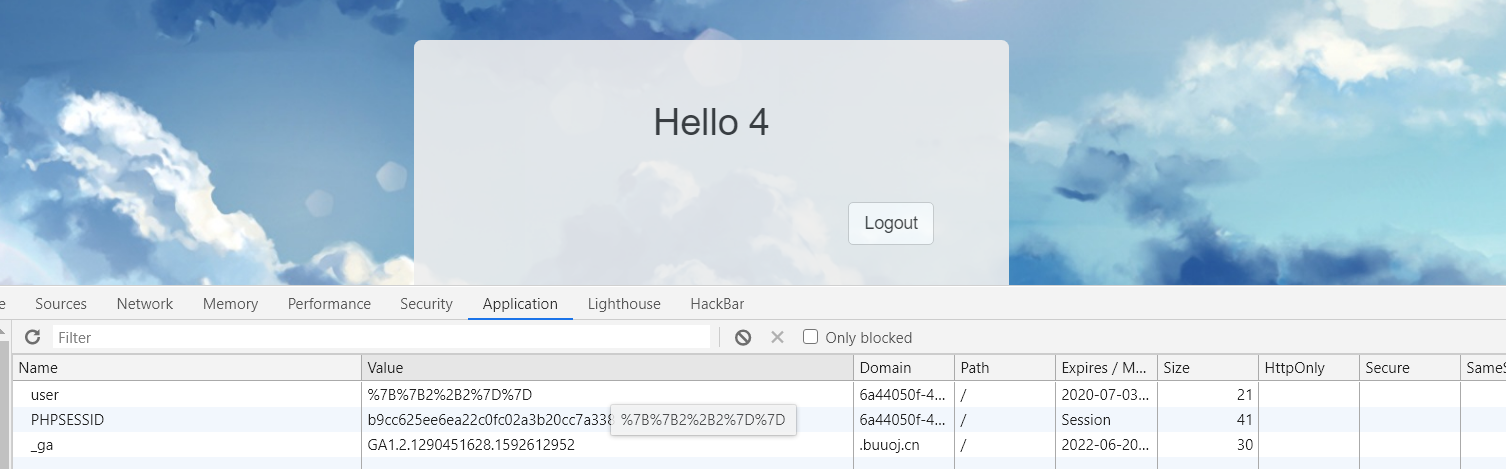 Hello 4
Logout
e Sources Network Memory Performance Security Application Lighthouse HackBar
Filter Only blocked
Name Value Domain Path Expires / M... Size HttpOnly Secure SameS
user %7B%7B2%2B2%7D%7D 6a44050f-4... / 2020-07-03... 21
PHPSESSID b9cc625ee6ea22c0fc02a3b20cc7a338 %7B%7B2%2B2%7D%7D 6a44050f-4... / Session 41
_ga GA1.2.1290451628.1592612952 .buuoj.cn / 2022-06-20... 30